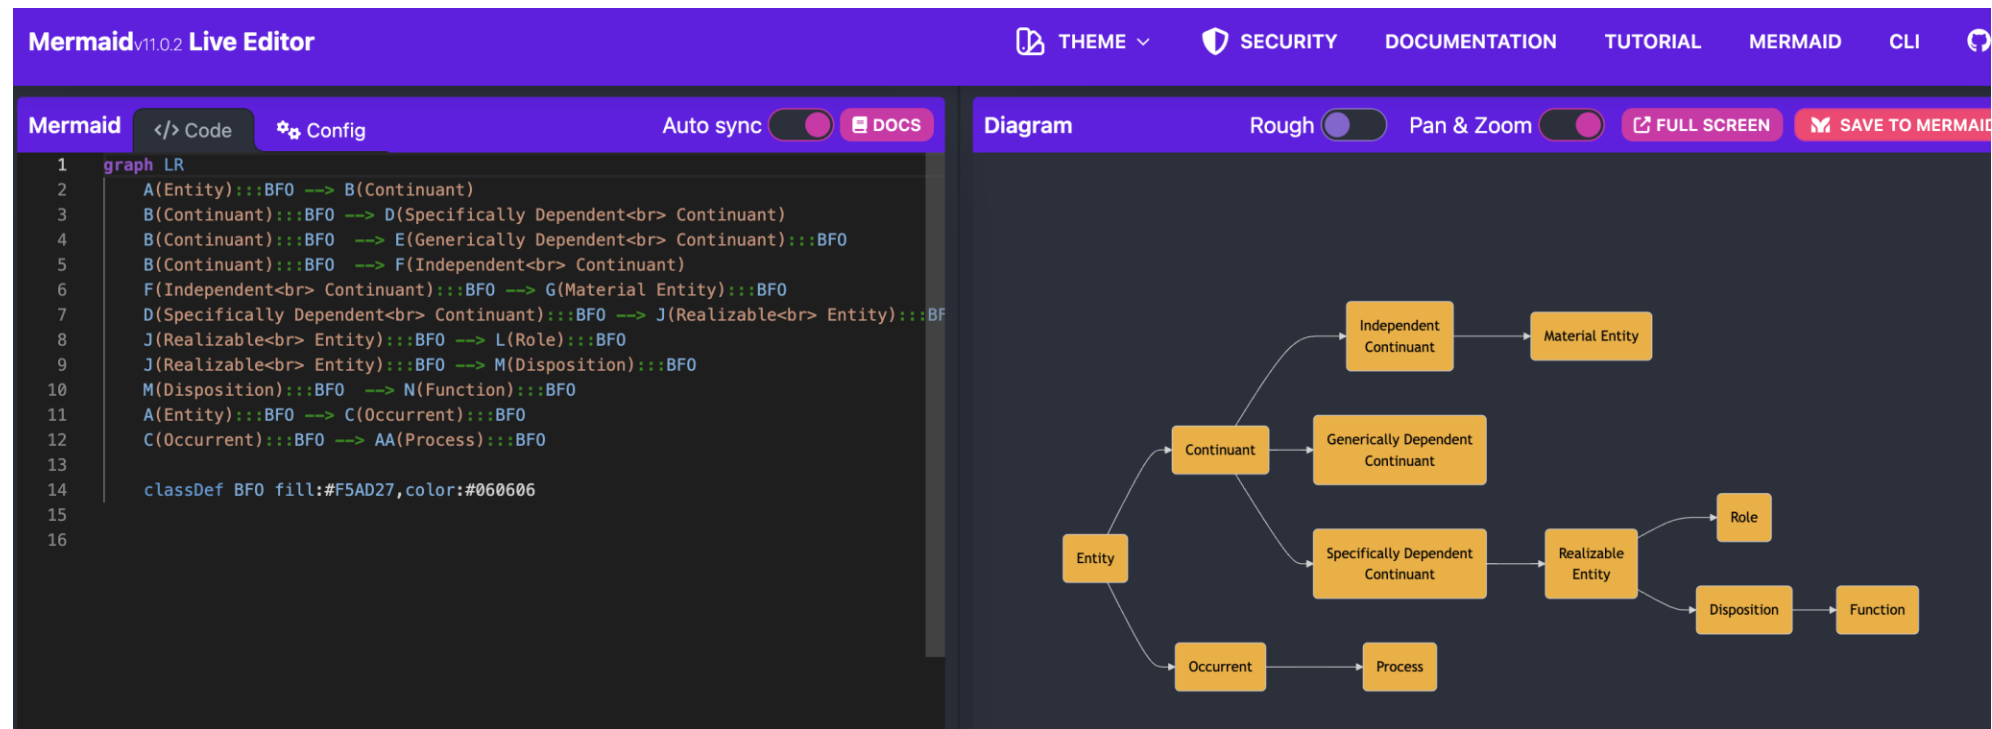 Mermaid v11.0.2 Live Editor
THEME SECURITY DOCUMENTATION TUTORIAL MERMAID CLI
Mermaid </> Code Config Auto sync DOCS
Diagram Rough Pan & Zoom FULL SCREEN SAVE TO MERMAID
1 graph LR
2 A(Entity):::BFO --> B(Continuant)
3 B(Continuant):::BFO --> D(Specifically Dependent<br> Continuant)
4 B(Continuant):::BFO  --> E(Generically Dependent<br> Continuant):::BFO
5 B(Continuant):::BFO  --> F(Independent<br> Continuant)
6 F(Independent<br> Continuant):::BFO --> G(Material Entity):::BFO
7 D(Specifically Dependent<br> Continuant):::BFO --> J(Realizable<br> Entity):::BF
8 J(Realizable<br> Entity):::BFO --> L(Role):::BFO
9 J(Realizable<br> Entity):::BFO --> M(Disposition):::BFO
10 M(Disposition):::BFO  --> N(Function):::BFO
11 A(Entity):::BFO --> C(Occurrent):::BFO
12 C(Occurrent):::BFO --> AA(Process):::BFO
13
14 classDef BFO fill:#F5AD27,color:#060606
15
16
Independent
Continuant
Material Entity
Continuant
Generically Dependent
Continuant
Role
Entity
Specifically Dependent
Continuant
Realizable
Entity
Disposition
Function
Occurrent
Process